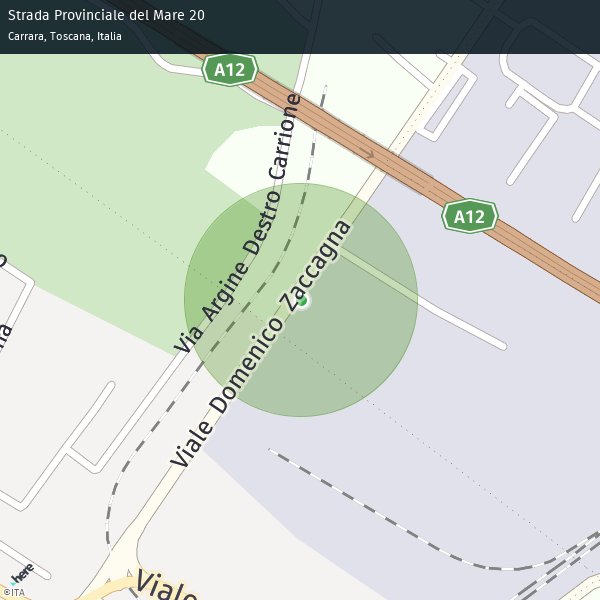 Strada Provinciale del Mare 20
Carrara, Toscana, Italia
A12
Via Argine Destro Carrione
A12
Viale Domenico Zaccagna
Viale
here
©ITA